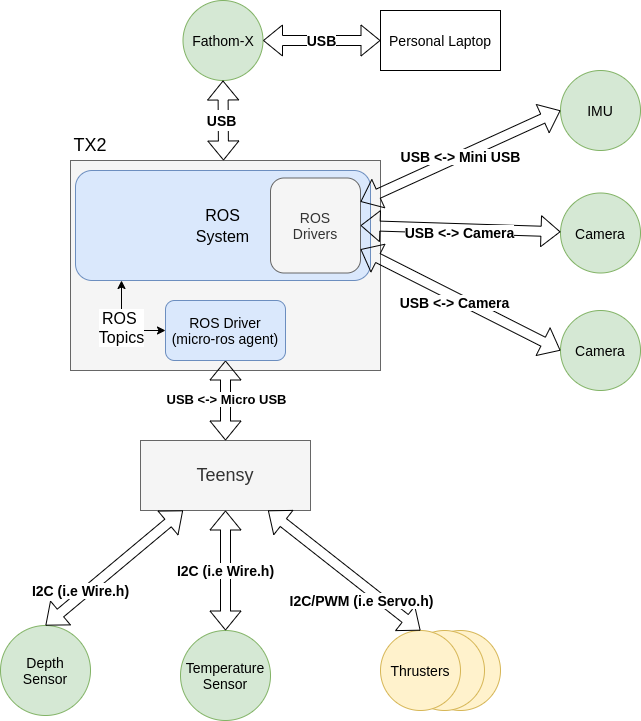 Fathom-X
USB
Personal Laptop
USB
TX2
IMU
USB <-> Mini USB
ROS
System
ROS
Drivers
USB <-> Camera
Camera
USB <-> Camera
Camera
ROS
Topics
ROS Driver
(micro-ros agent)
USB <-> Micro USB
Teensy
I2C (i.e Wire.h)
I2C (i.e Wire.h)
I2C/PWM (i.e Servo.h)
Depth
Sensor
Temperature
Sensor
Thrusters